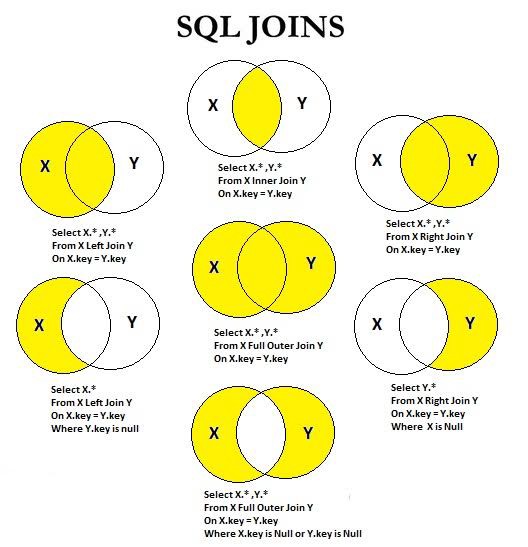 SQL JOINS
X
Y
Select X.* ,Y.*
From X Inner Join Y
On X.key = Y.key
X
Y
Select X.* ,Y.*
From X Left Join Y
On X.key = Y.key
X
Y
Select X.* ,Y.*
From X Right Join Y
On X.key = Y.key
X
Y
Select X.* ,Y.*
From X Full Outer Join Y
On X.key = Y.key
X
Y
Select X.*
From X Left Join Y
On X.key = Y.key
Where Y.key is null
X
Y
Select Y.*
From X Right Join Y
On X.key = Y.key
Where X is Null
X
Y
Select X.* ,Y.*
From X Full Outer Join Y
On X.key = Y.key
Where X.key is Null or Y.key is Null